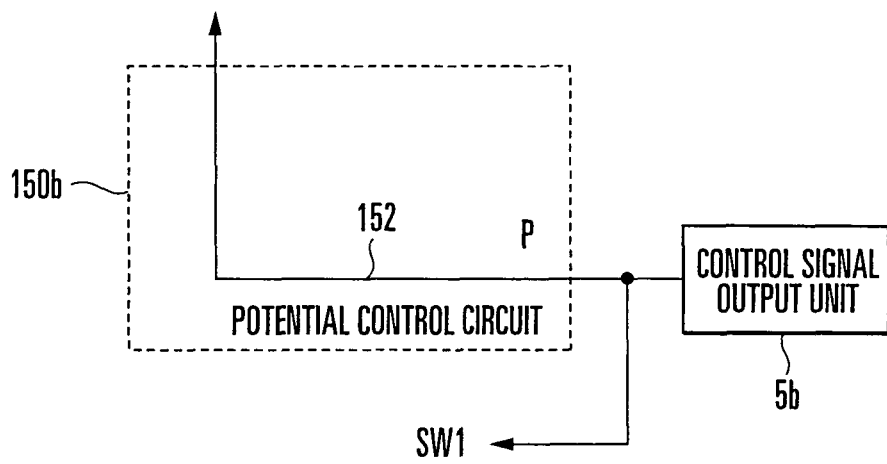 150b
152
P
POTENTIAL CONTROL CIRCUIT
CONTROL SIGNAL
OUTPUT UNIT
5b
SW1